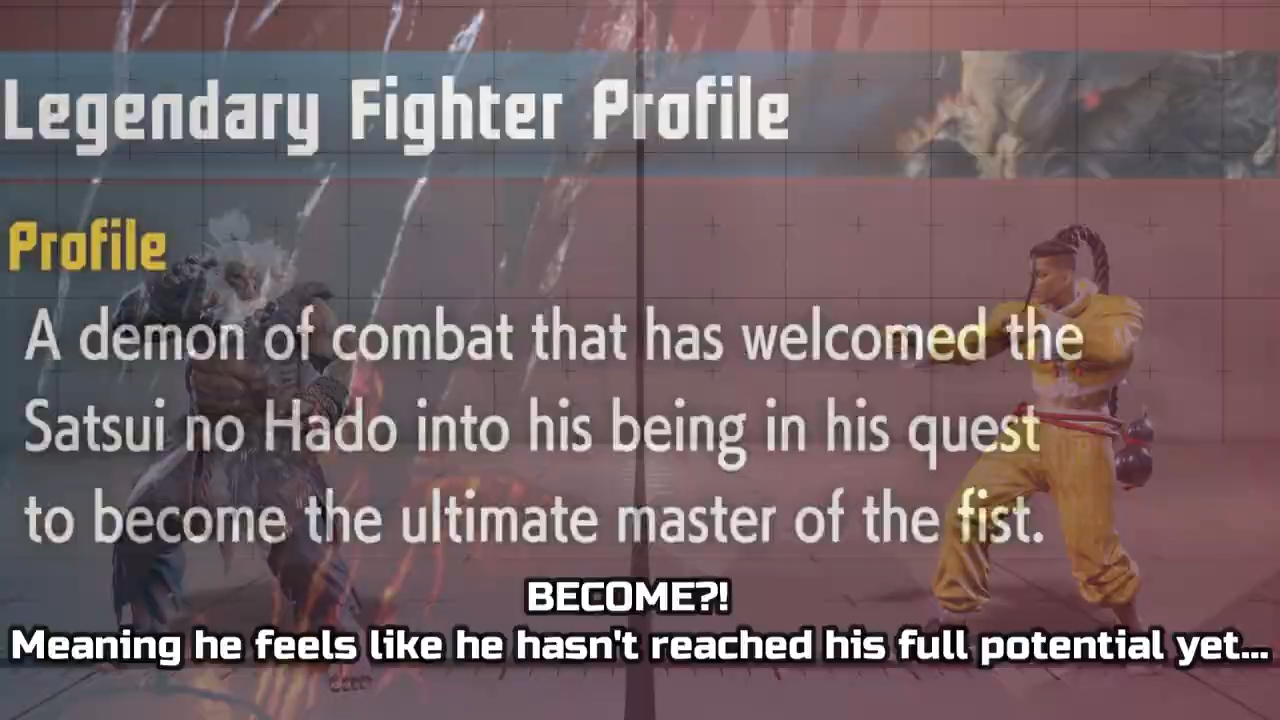 Legendary Fighter Profile
Profile
A demon of combat that has welcomed the
Satsui no Hado into his being in his quest
to become the ultimate master of the fist.
BECOME?!
Meaning he feels like he hasn't reached his full potential yet...